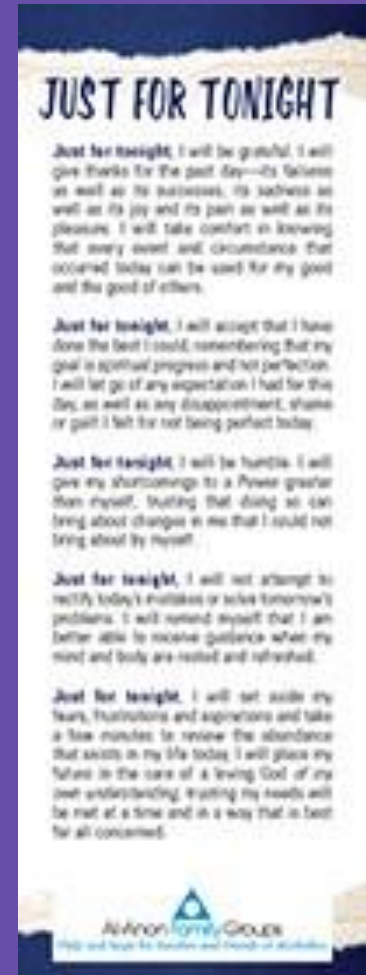 JUST FOR TONIGHT
Just for tonight, I will be grateful. I will
give thanks for the past day—its failures
as well as its successes, its sadness as
well as its joy and its pain as well as its
pleasure. I will take comfort in knowing
that every event and circumstance that
occurred today can be used for my good
and the good of others.
Just for tonight, I will accept that I have
done the best I could, remembering that my
goal is spiritual progress and not perfection.
I will let go of any expectation I had for this
day, as well as any disappointment, shame
or guilt I felt for not being perfect today.
Just for tonight, I will be humble. I will
give my shortcomings to a Power greater
than myself, trusting that doing so can
bring about changes in me that I could not
bring about by myself.
Just for tonight, I will not attempt to
rectify today's mistakes or solve tomorrow's
problems. I will remind myself that I am
better able to receive guidance when my
mind and body are rested and refreshed.
Just for tonight, I will set aside my
fears, frustrations and aspirations and take
a few minutes to review the abundance
that exists in my life today. I will place my
future in the care of a loving God of my
own understanding, trusting my needs will
be met at a time and in a way that is best
for all concerned.
Al-Anon Family Groups
Help and hope for families and friends of alcoholics